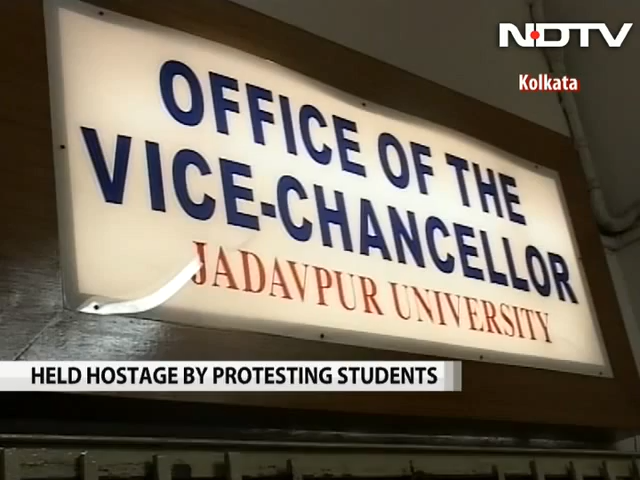 NDTV
Kolkata
OFFICE OF THE
VICE-CHANCELLOR
JADAVPUR UNIVERSITY
HELD HOSTAGE BY PROTESTING STUDENTS